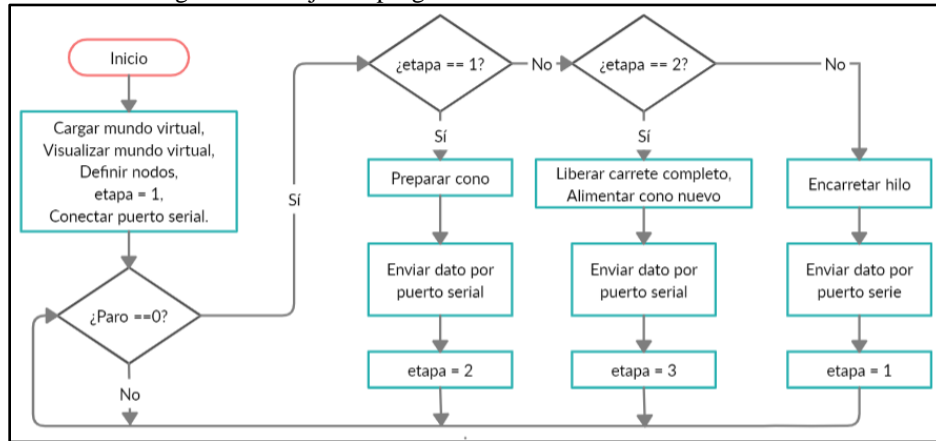 Inicio
Cargar mundo virtual,
Visualizar mundo virtual,
Definir nodos,
etapa = 1,
Conectar puerto serial.
¿Paro ==0?
No
Sí
¿etapa == 1?
No
Sí
Preparar cono
Enviar dato por
puerto serial
etapa = 2
¿etapa == 2?
No
Sí
Liberar carrete completo,
Alimentar cono nuevo
Enviar dato por
puerto serial
etapa = 3
Encarretar hilo
Enviar dato por
puerto serie
etapa = 1